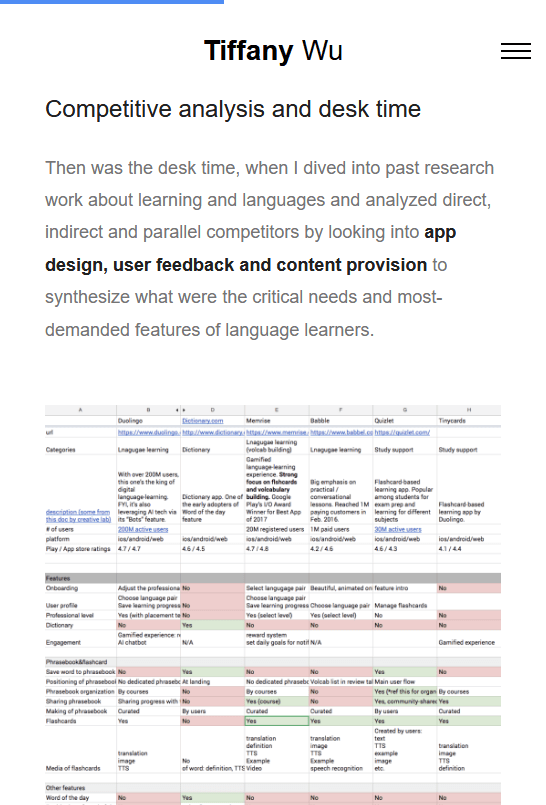 Tiffany Wu
Competitive analysis and desk time
Then was the desk time, when I dived into past research
work about learning and languages and analyzed direct,
indirect and parallel competitors by looking into app
design, user feedback and content provision to
synthesize what were the critical needs and most-
demanded features of language learners.
A B C D E F G H
Duolingo Dictionary.com Memrise Babble Quizlet Tinycards
url https://www.duolingo. http://www.dictionary. https://www.memrise. https://www.babbel.co https://quizlet.com/
Categories Lnagugae learning Dictionary Lnagugae learning (volcab building) Lnagugae learning Study support Study support
description (some from this doc by creative lab) With over 200M users, this one's the king of digital language-learning. FYI, it's also leveraging AI tech via its "Bots" feature. Dictionary app. One of the early adopters of Word of the day feature Gamified language-learning experience. Strong focus on flshcards and volcabulary building. Google Play's I/O Award Winner for Best App of 2017 Big emphasis on practical / conversational lessons. Reached 1M paying customers in Feb. 2016. Flashcard-based learning app. Popular among students for exam prep and learning for different subjects Flashcard-based learning app by Duolingo.
# of users 200M active users 20M registered users 1M paid users 30M active users
platform ios/android/web ios/android/web ios/android/web ios/android/web ios/android/web ios/android/web
Play / App store ratings 4.7 / 4.7 4.6 / 4.5 4.7 / 4.8 4.2 / 4.6 4.6 / 4.3 4.1 / 4.4
Features
Onboarding Adjust the professiona No Select langugage pair Beautiful, animated on feature intro No
User profile Choose language pair Save learning progress No Choose language pair Save learning progress Choose language pair Manage flashcards
Professional level Yes (with placement te No Yes (select level) Yes (select level) No No
Dictionary No Yes No No No No
Engagement Gamified experience: re AI chatbot N/A reward system set daily goals for notif N/A Gamified experience
Phrasebook&flashcard
Save word to phrasebook No Yes No No Yes No
Positioning of phrasebook No dedicated phrasebo At landing No dedicated phrasebo Volcab list in review tal Main user flow
Phrasebook organization By courses No By courses No Yes (*ref this for organ By courses
Sharing phrasebook Sharing progress with No Yes (course) No Yes, community-share Yes
Making of phrasebook Curated By users Curated Curated By users Curated
Flashcards Yes No Yes Yes Yes Yes
Media of flashcards translation image TTS No of word: definition, TTS translation definition TTS Example Video translation image TTS Example speech recognition Created by users: text TTS example image etc. translation image TTS definition
Other features
Word of the day No Yes No No No No